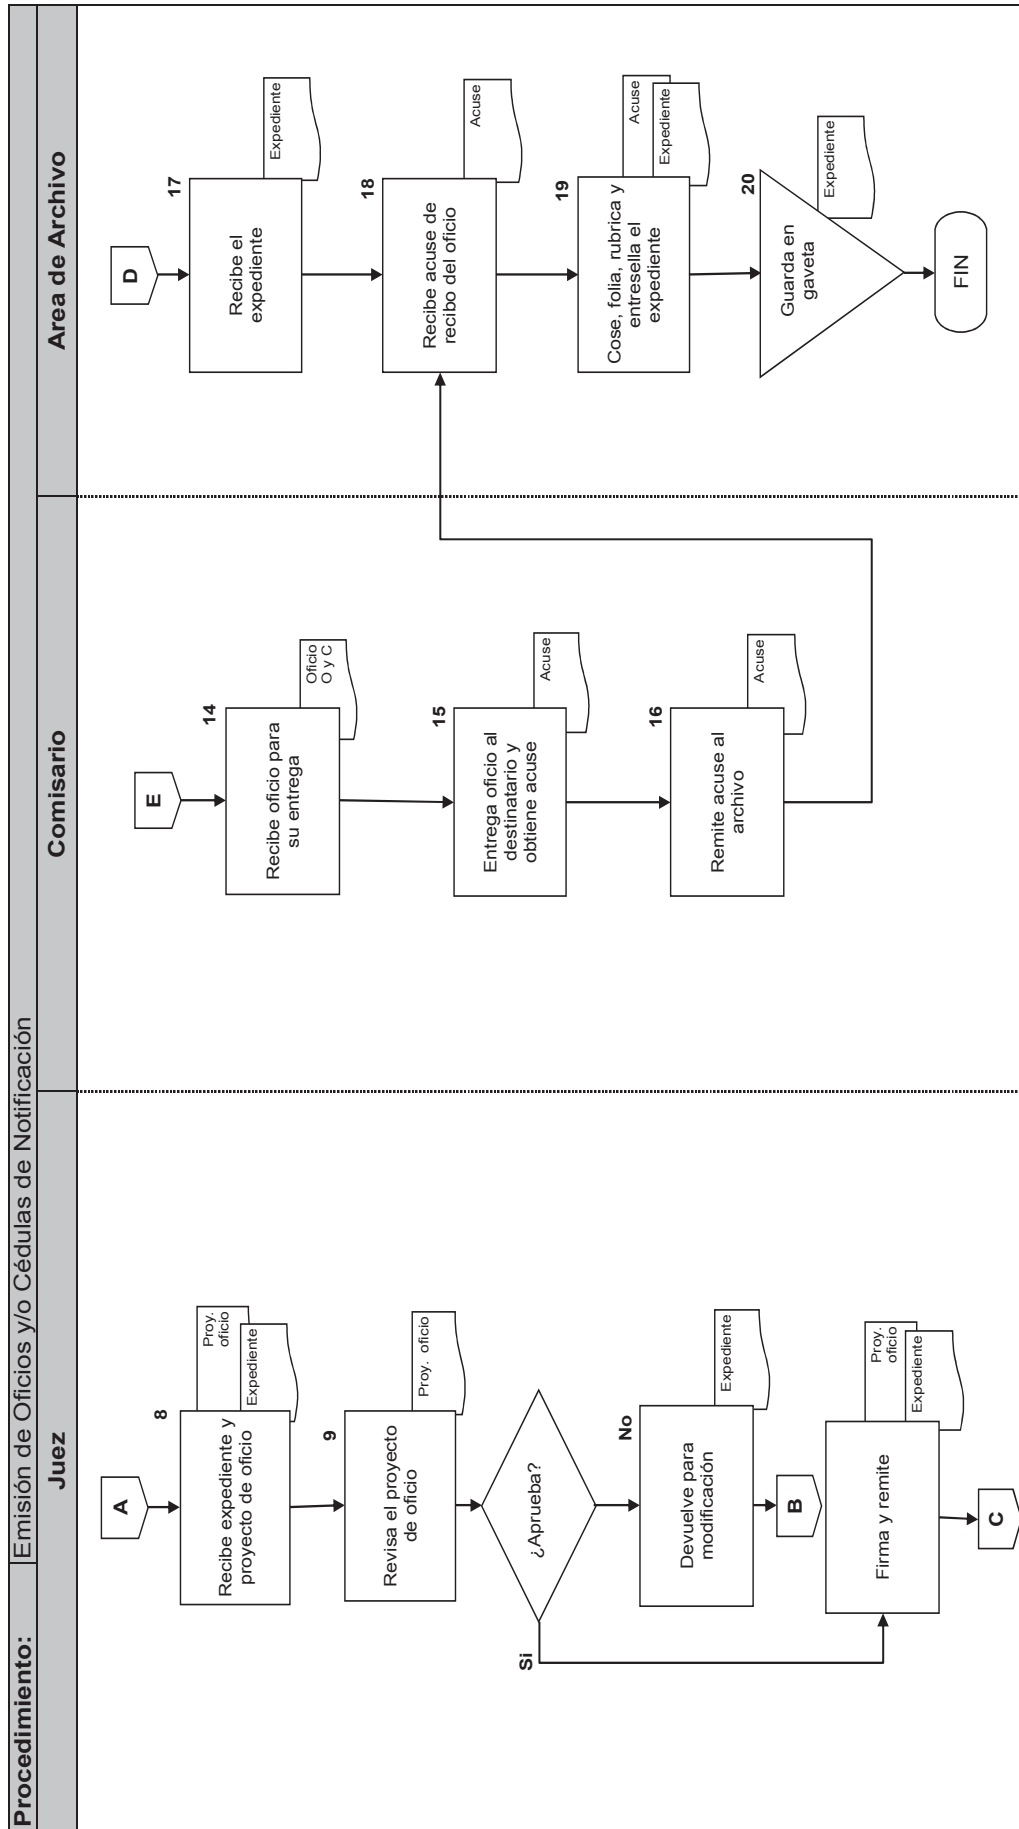 Procedimiento:
Emisión de Oficios y/o Cédulas de Notificación
Juez
Comisario
Area de Archivo
A
8
Recibe expediente y
proyecto de oficio
Proy.
oficio
Expediente
9
Revisa el proyecto
de oficio
Proy. oficio
¿Aprueba?
Si
No
Devuelve para
modificación
Expediente
B
Firma y remite
Proy.
oficio
Expediente
C
E
14
Recibe oficio para
su entrega
Oficio
O y C
15
Entrega oficio al
destinatario y
obtiene acuse
Acuse
16
Remite acuse al
archivo
Acuse
D
17
Recibe el
expediente
Expediente
18
Recibe acuse de
recibo del oficio
Acuse
19
Cose, folia, rubrica y
entresella el
expediente
Acuse
Expediente
20
Guarda en
gaveta
Expediente
FIN